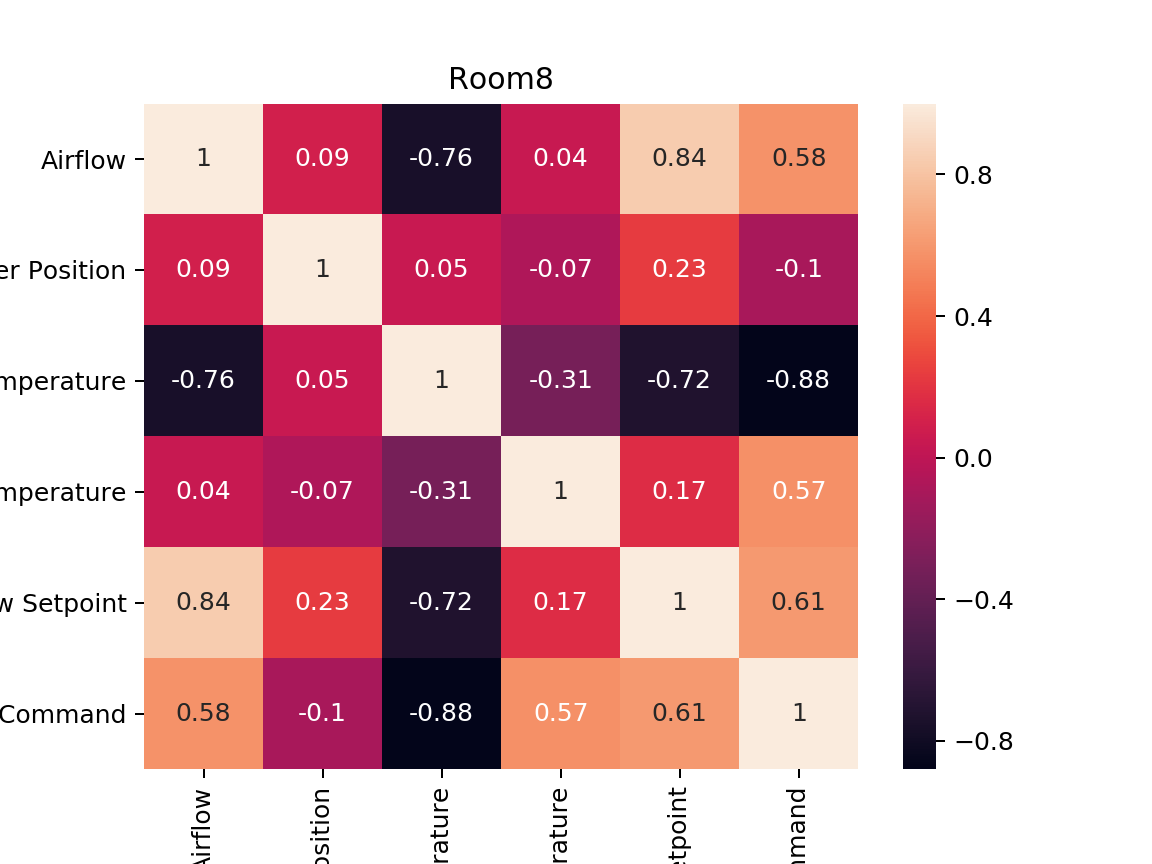 Room8
Airflow 1 0.09 -0.76 0.04 0.84 0.58
er Position 0.09 1 0.05 -0.07 0.23 -0.1
mperature -0.76 0.05 1 -0.31 -0.72 -0.88
mperature 0.04 -0.07 -0.31 1 0.17 0.57
w Setpoint 0.84 0.23 -0.72 0.17 1 0.61
Command 0.58 -0.1 -0.88 0.57 0.61 1
Airflow
osition
rature
rature
etpoint
mmand
0.8
0.4
0.0
−0.4
−0.8